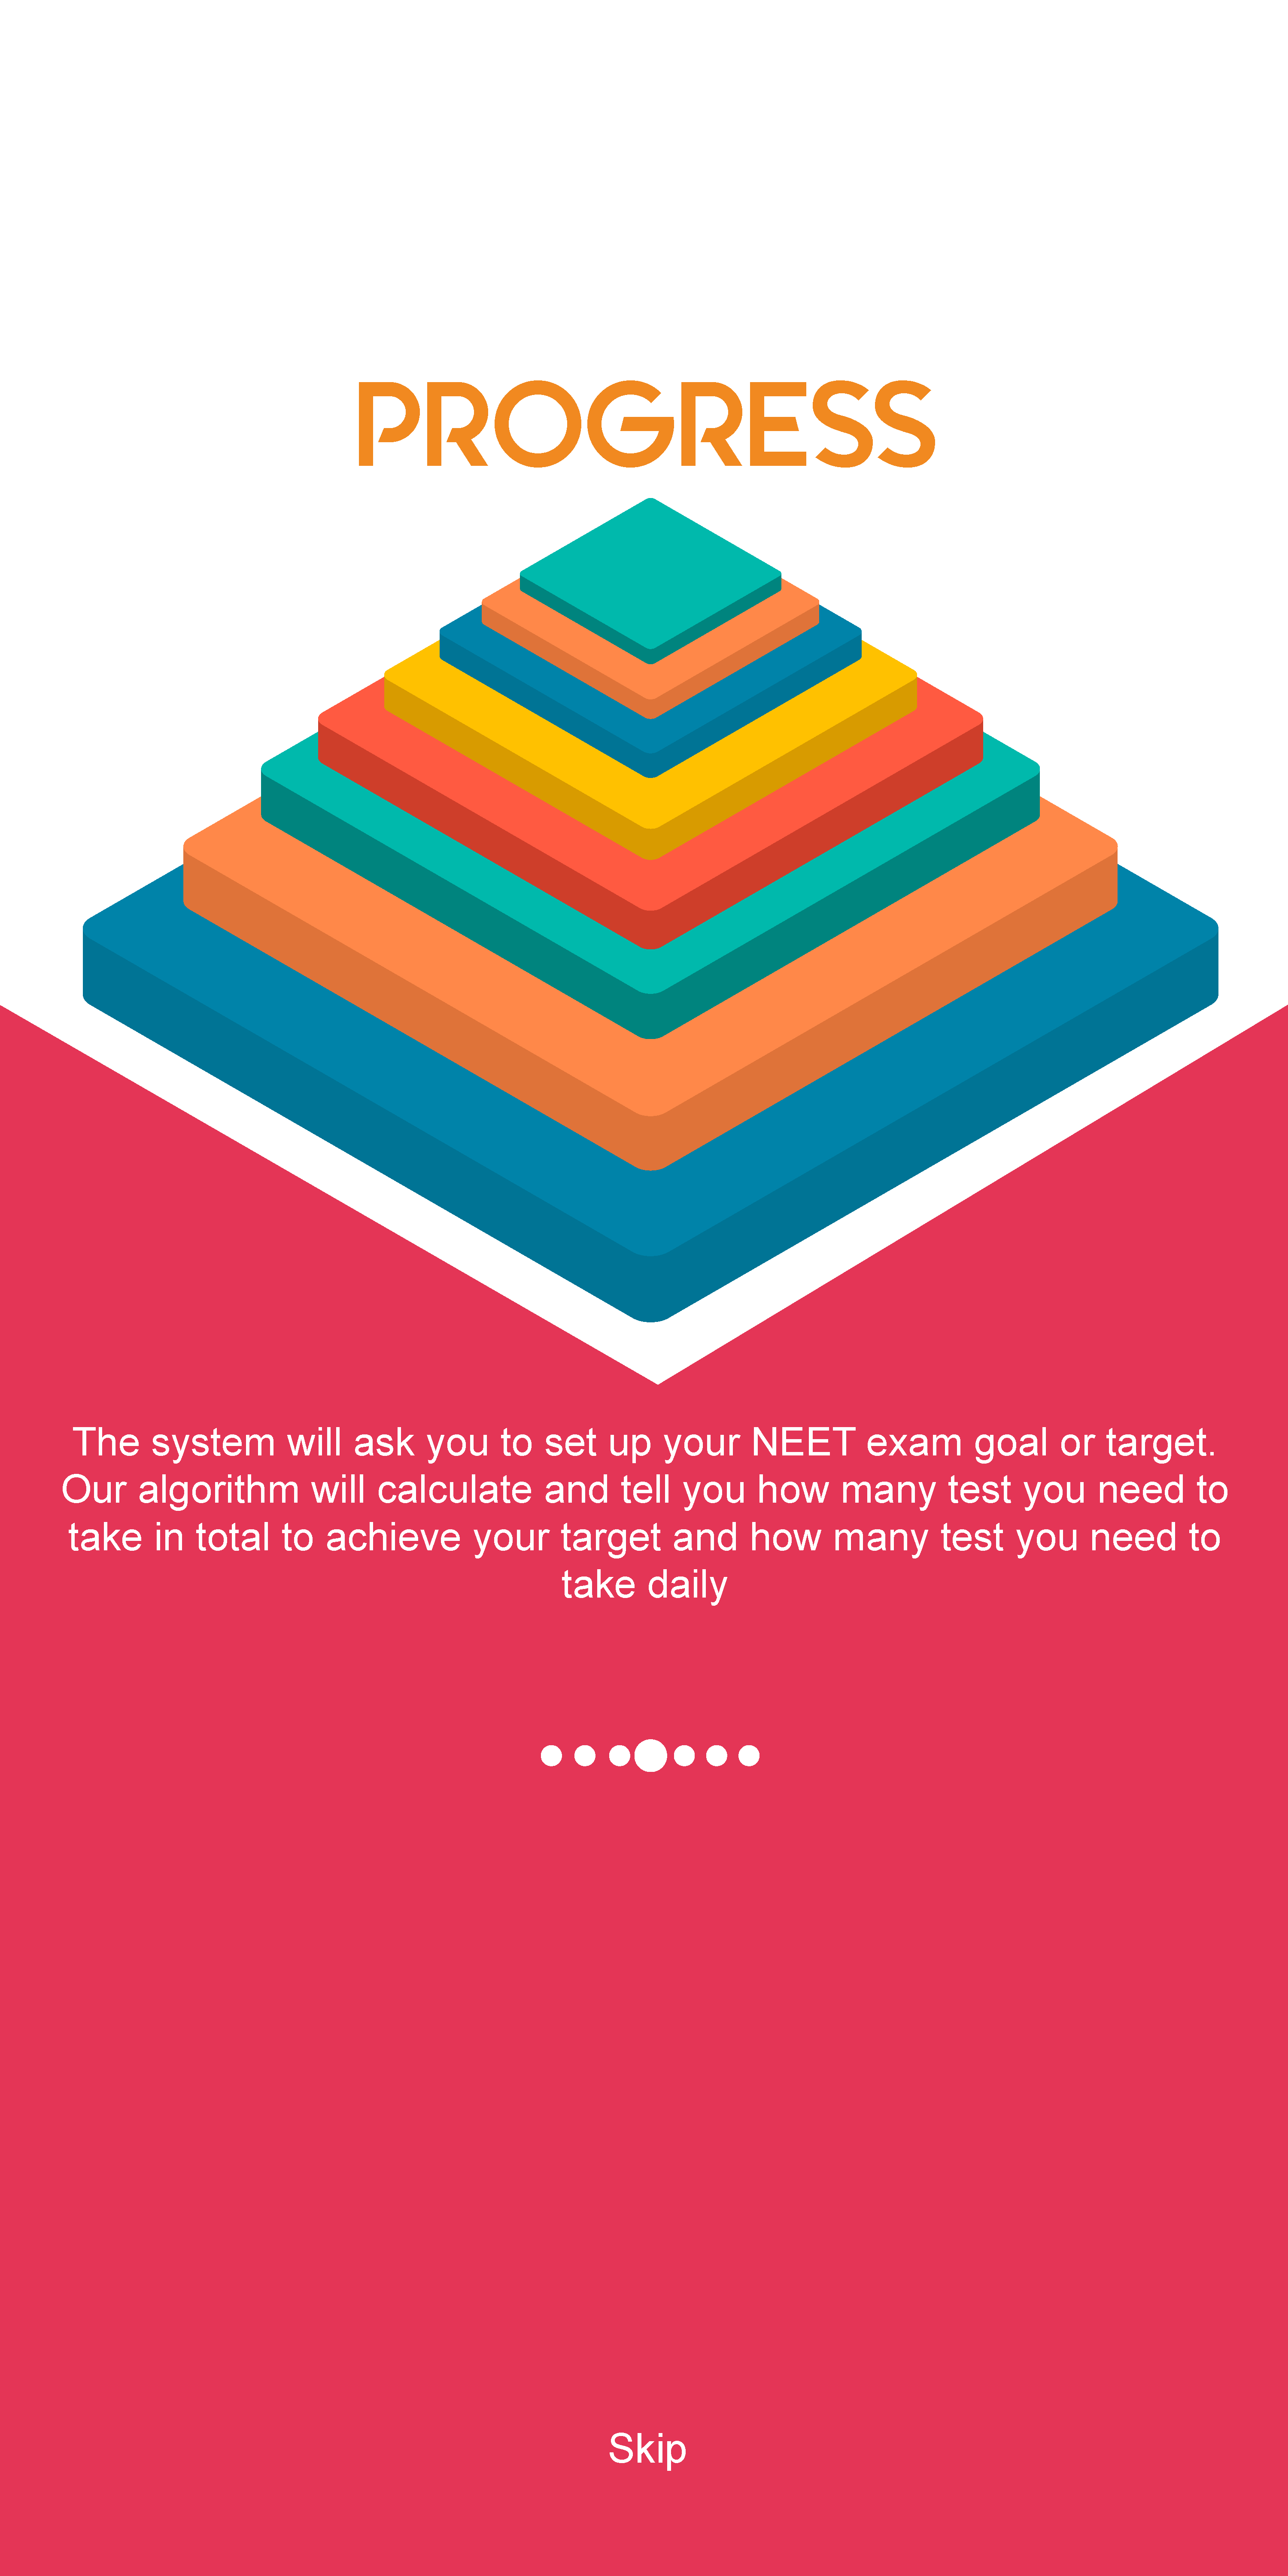 PROGRESS
The system will ask you to set up your NEET exam goal or target.
Our algorithm will calculate and tell you how many test you need to
take in total to achieve your target and how many test you need to
take daily
Skip